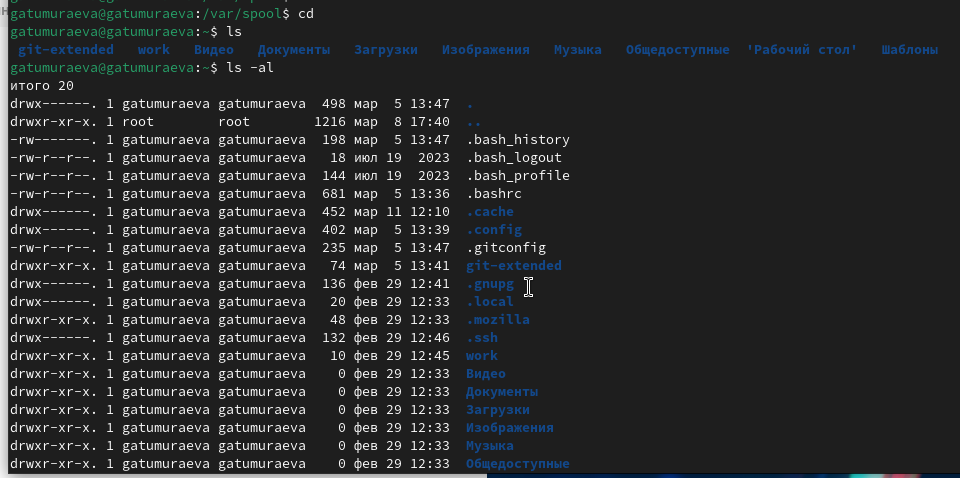 gatumuraeva@gatumuraeva:/var/spool$ cd
gatumuraeva@gatumuraeva:~$ ls
git-extended work Видео Документы Загрузки Изображения Музыка Общедоступные 'Рабочий стол' Шаблоны
gatumuraeva@gatumuraeva:~$ ls -al
итого 20
drwx------. 1 gatumuraeva gatumuraeva 498 мар 5 13:47 .
drwxr-xr-x. 1 root root 1216 мар 8 17:40 ..
-rw-------. 1 gatumuraeva gatumuraeva 198 мар 5 13:47 .bash_history
-rw-r--r--. 1 gatumuraeva gatumuraeva 18 июл 19 2023 .bash_logout
-rw-r--r--. 1 gatumuraeva gatumuraeva 144 июл 19 2023 .bash_profile
-rw-r--r--. 1 gatumuraeva gatumuraeva 681 мар 5 13:36 .bashrc
drwx------. 1 gatumuraeva gatumuraeva 452 мар 11 12:10 .cache
drwx------. 1 gatumuraeva gatumuraeva 402 мар 5 13:39 .config
-rw-r--r--. 1 gatumuraeva gatumuraeva 235 мар 5 13:47 .gitconfig
drwxr-xr-x. 1 gatumuraeva gatumuraeva 74 мар 5 13:41 git-extended
drwx------. 1 gatumuraeva gatumuraeva 136 фев 29 12:41 .gnupg
drwx------. 1 gatumuraeva gatumuraeva 20 фев 29 12:33 .local
drwxr-xr-x. 1 gatumuraeva gatumuraeva 48 фев 29 12:33 .mozilla
drwx------. 1 gatumuraeva gatumuraeva 132 фев 29 12:46 .ssh
drwxr-xr-x. 1 gatumuraeva gatumuraeva 10 фев 29 12:45 work
drwxr-xr-x. 1 gatumuraeva gatumuraeva 0 фев 29 12:33 Видео
drwxr-xr-x. 1 gatumuraeva gatumuraeva 0 фев 29 12:33 Документы
drwxr-xr-x. 1 gatumuraeva gatumuraeva 0 фев 29 12:33 Загрузки
drwxr-xr-x. 1 gatumuraeva gatumuraeva 0 фев 29 12:33 Изображения
drwxr-xr-x. 1 gatumuraeva gatumuraeva 0 фев 29 12:33 Музыка
drwxr-xr-x. 1 gatumuraeva gatumuraeva 0 фев 29 12:33 Общедоступные